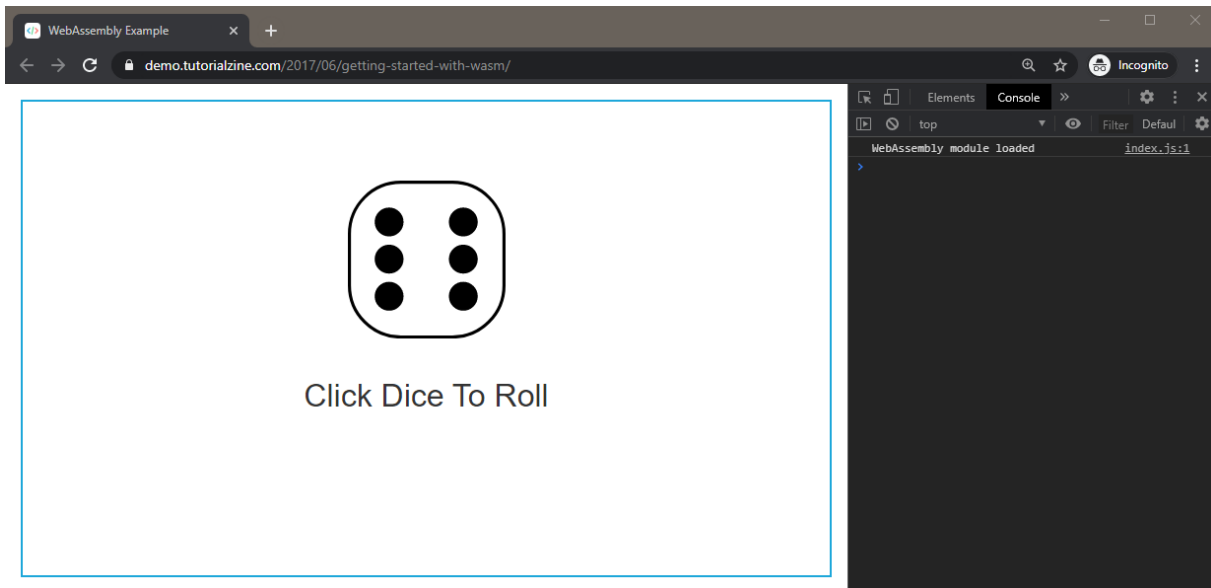 WebAssembly Example
demo.tutorialzine.com/2017/06/getting-started-with-wasm/
Incognito
Elements Console
top Filter Defaul
WebAssembly module loaded index.js:1
Click Dice To Roll